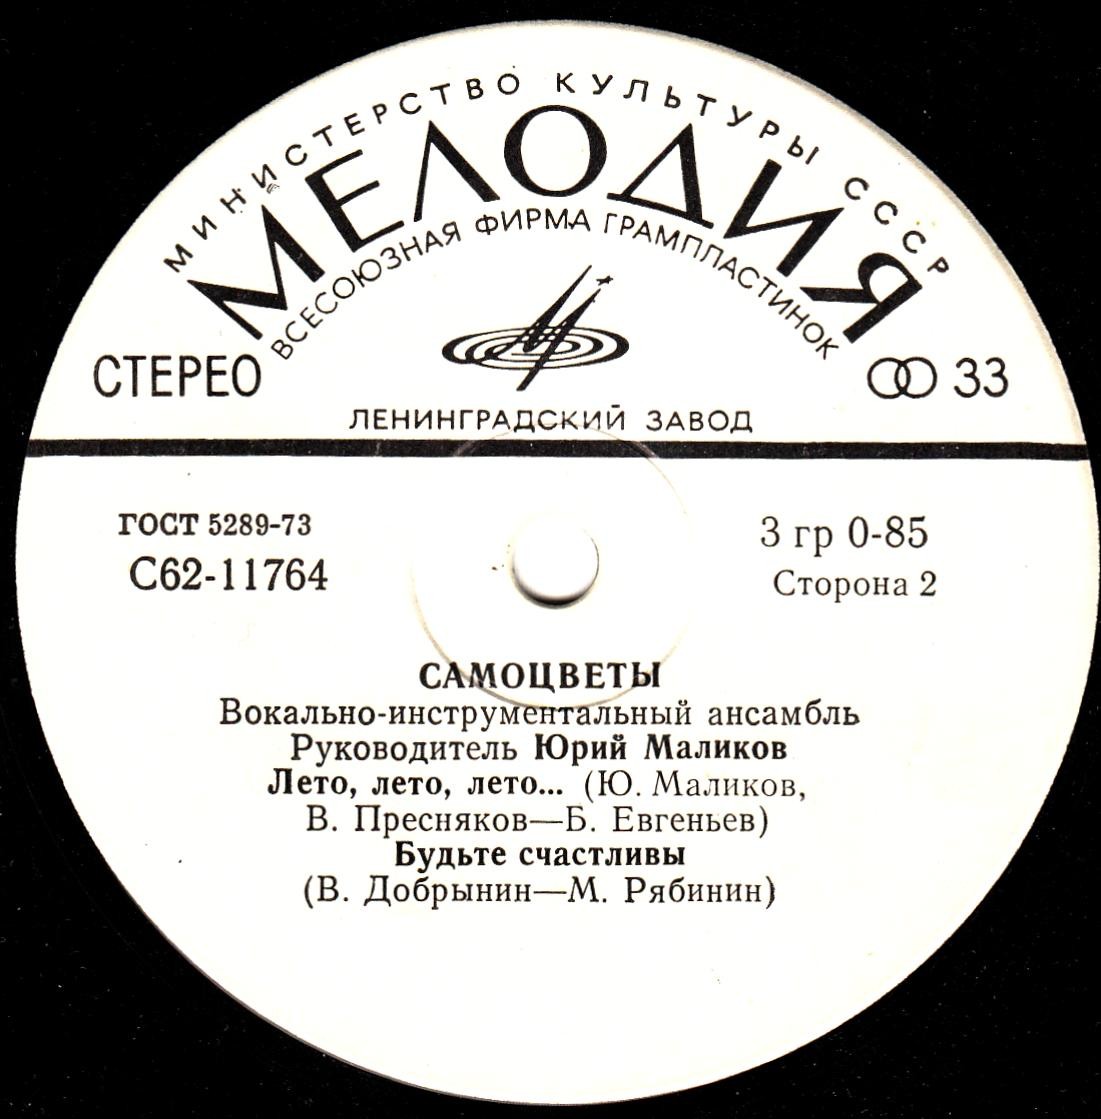 МИНИСТЕРСТВО КУЛЬТУРЫ СССР
МЕЛОДИЯ
ВСЕСОЮЗНАЯ ФИРМА ГРАМПЛАСТИНОК
СТЕРЕО
33
ЛЕНИНГРАДСКИЙ ЗАВОД
ГОСТ 5289-73
3 гр 0-85
С62-11764
Сторона 2
САМОЦВЕТЫ
Вокально-инструментальный ансамбль
Руководитель Юрий Маликов
Лето, лето, лето... (Ю. Маликов,
В. Пресняков—Б. Евгеньев)
Будьте счастливы
(В. Добрынин—М. Рябинин)